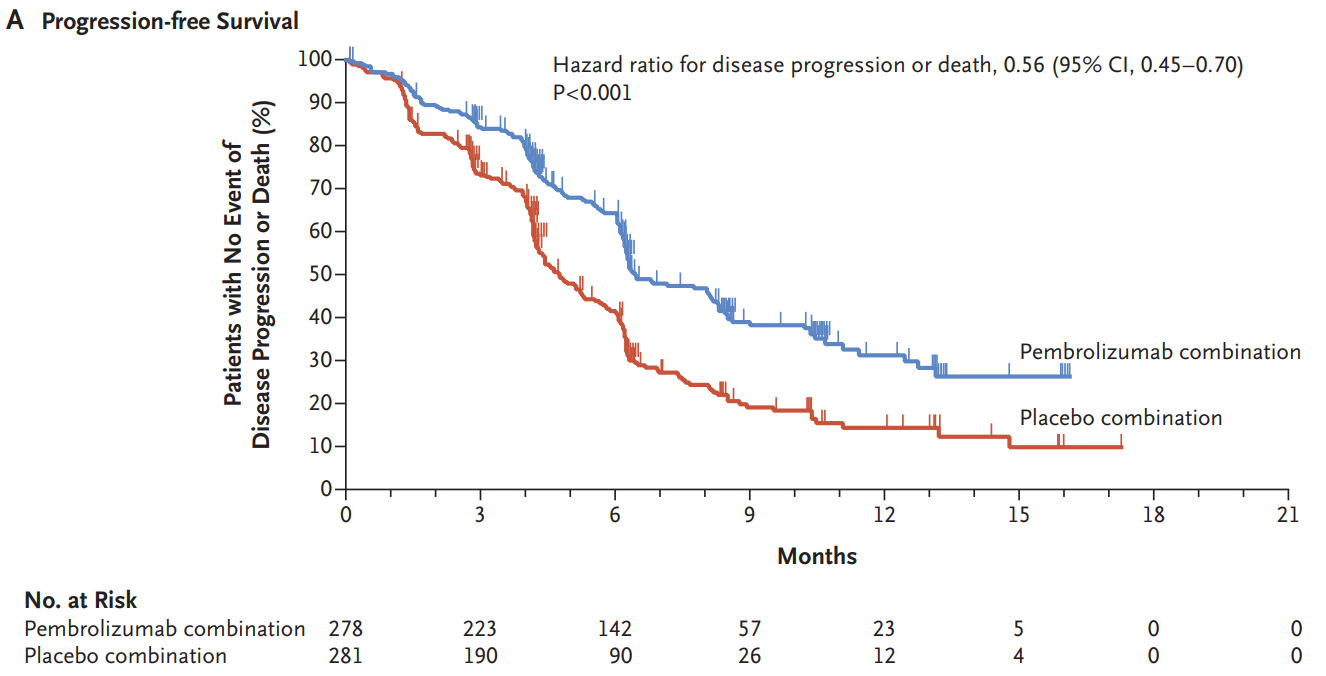 A Progression-free Survival
Patients with No Event of
Disease Progression or Death (%)
100
90
80
70
60
50
40
30
20
10
0
Hazard ratio for disease progression or death, 0.56 (95% CI, 0.45–0.70)
P<0.001
Pembrolizumab combination
Placebo combination
0 3 6 9 12 15 18 21
Months
No. at Risk
Pembrolizumab combination 278 223 142 57 23 5 0 0
Placebo combination 281 190 90 26 12 4 0 0